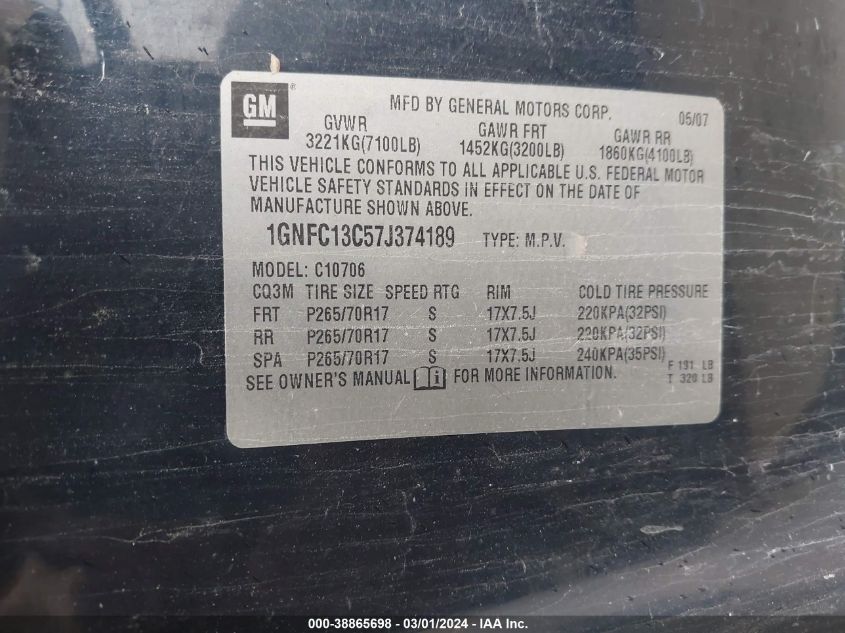 GM ®
MFD BY GENERAL MOTORS CORP. 05/07
GVWR GAWR FRT GAWR RR
3221KG(7100LB) 1452KG(3200LB) 1860KG(4100LB)
THIS VEHICLE CONFORMS TO ALL APPLICABLE U.S. FEDERAL MOTOR
VEHICLE SAFETY STANDARDS IN EFFECT ON THE DATE OF
MANUFACTURE SHOWN ABOVE.
1GNFC13C57J374189 TYPE: M.P.V.
MODEL: C10706
CQ3M TIRE SIZE SPEED RTG RIM COLD TIRE PRESSURE
FRT P265/70R17 S 17X7.5J 220KPA(32PSI)
RR P265/70R17 S 17X7.5J 220KPA(32PSI)
SPA P265/70R17 S 17X7.5J 240KPA(35PSI)
F 191 LB
SEE OWNER'S MANUAL i FOR MORE INFORMATION.
T 320 LB
000-38865698 - 03/01/2024 - IAA Inc.